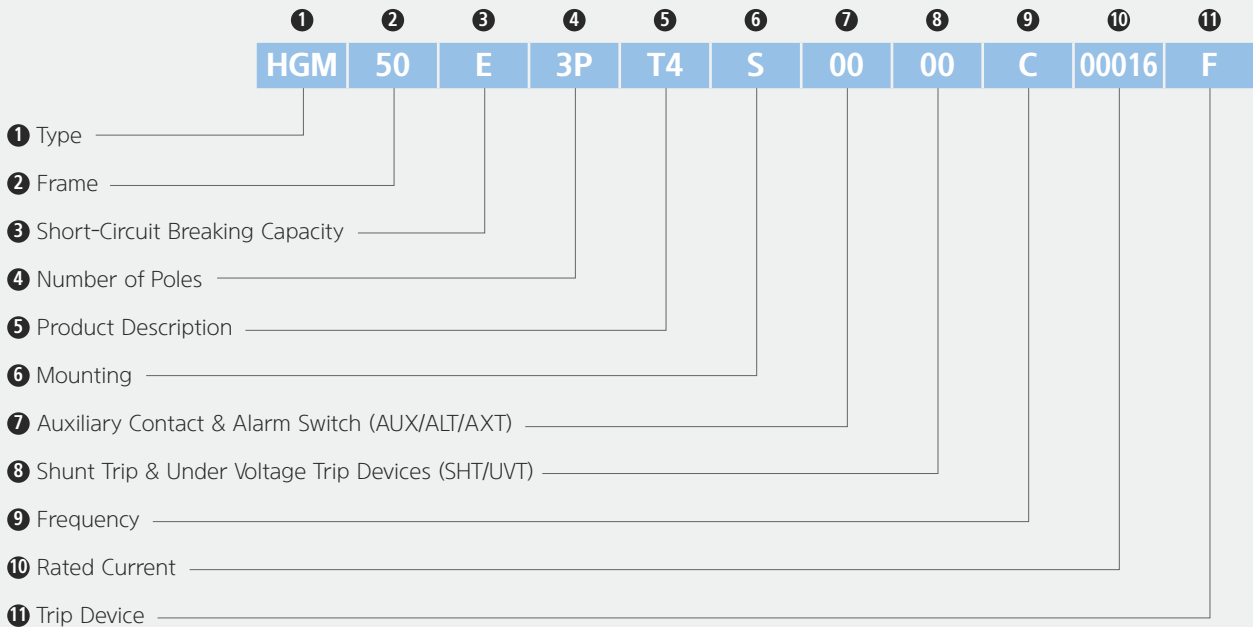 ❶ ❷ ❸ ❹ ❺ ❻ ❼ ❽ ❾ ❿ ⓫
HGM 50 E 3P T4 S 00 00 C 00016 F
❶ Type
❷ Frame
❸ Short-Circuit Breaking Capacity
❹ Number of Poles
❺ Product Description
❻ Mounting
❼ Auxiliary Contact & Alarm Switch (AUX/ALT/AXT)
❽ Shunt Trip & Under Voltage Trip Devices (SHT/UVT)
❾ Frequency
❿ Rated Current
⓫ Trip Device